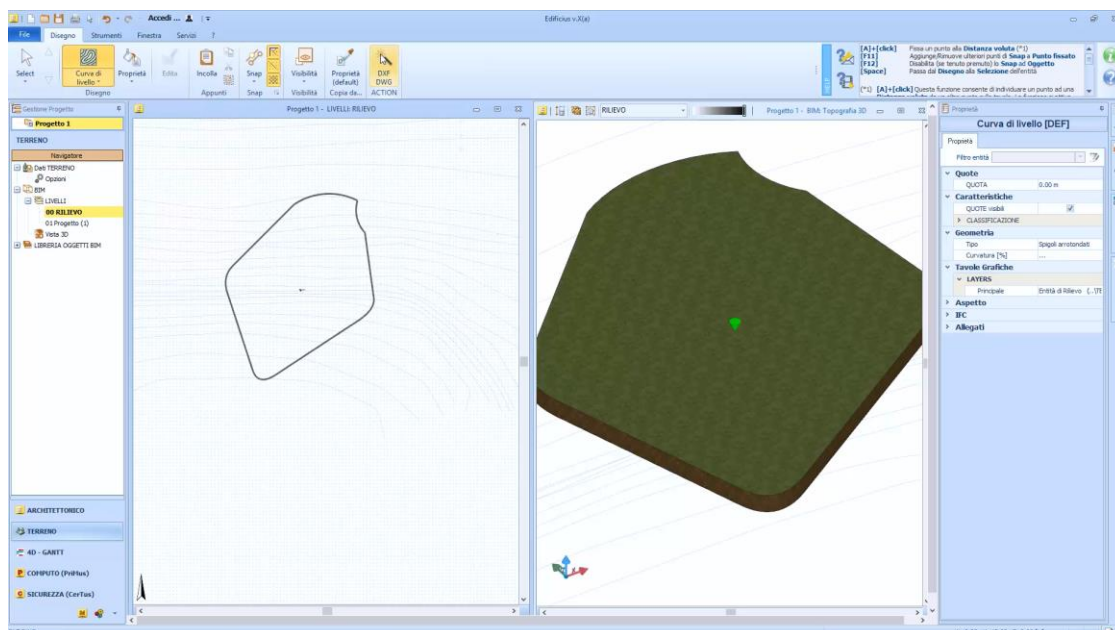 Accedi ...
Edificius v.X(e)
File
Disegno
Strumenti
Finestra
Servizi
?
Select
Curva di livello
Proprietà
Edita
Incolla
Snap
Visibilità
Proprietà (default)
DXF DWG
Disegno
Appunti
Snap
Visibilità
Copia da...
ACTION
HELP
[A]+[click] Fissa un punto alla Distanza voluta (*1)
[F11] Aggiunge/Rimuove ulteriori punti di Snap a Punto fissato
[F12] Disabilita (se tenuto premuto) lo Snap ad Oggetto
[Space] Passa dal Disegno alla Selezione dell'entità
(*1) [A]+[click] Questa funzione consente di individuare un punto ad una
Gestione Progetto
Progetto 1
TERRENO
Navigatore
Dati TERRENO
Opzioni
BIM
LIVELLI
00 RILIEVO
01 Progetto (1)
Vista 3D
LIBRERIA OGGETTI BIM
ARCHITETTONICO
TERRENO
4D - GANTT
COMPUTO (PriMus)
SICUREZZA (CerTus)
Progetto 1 - LIVELLI: RILIEVO
RILIEVO
Progetto 1 - BIM: Topografia 3D
Proprietà
Curva di livello [DEF]
Proprietà
Filtro entità
Quote
QUOTA 0.00 m
Caratteristiche
QUOTE visibili
CLASSIFICAZIONE
Geometria
Tipo Spigoli arrotondati
Curvatura [%] ....
Tavole Grafiche
LAYERS
Principale Entità di Rilievo
Aspetto
IFC
Allegati